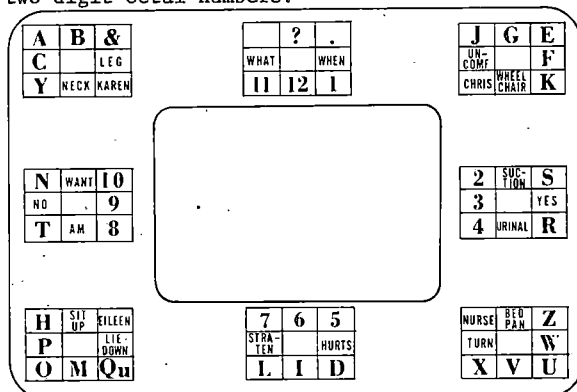 two digit octal numbers.
A B & ? . J G E
C LEG WHAT WHEN UN-COMF F
Y NECK KAREN 11 12 1 CHRIS WHEEL CHAIR K
N WANT 10 2 SUC-TION S
NO 9 3 YES
T AM 8 4 URINAL R
H SIT UP EILEEN 7 6 5 NURSE BED PAN Z
P LIE-DOWN STRA-TEN HURTS TURN W
O M Qu L I D X V U